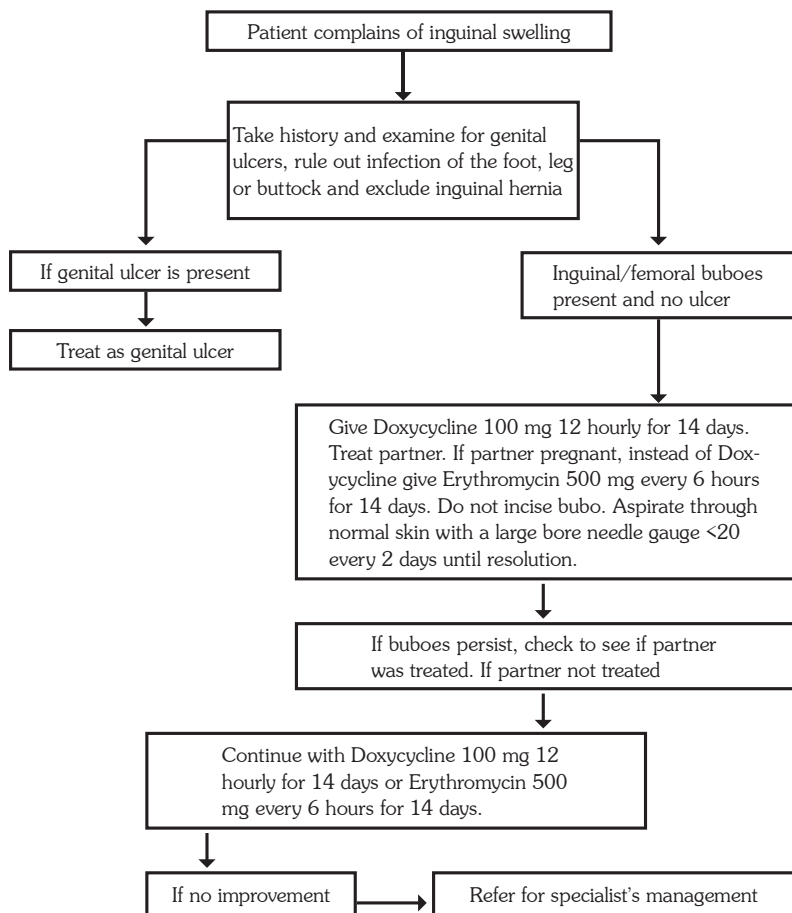 Patient complains of inguinal swelling
Take history and examine for genital
ulcers, rule out infection of the foot, leg
or buttock and exclude inguinal hernia
If genital ulcer is present
Treat as genital ulcer
Inguinal/femoral buboes
present and no ulcer
Give Doxycycline 100 mg 12 hourly for 14 days.
Treat partner. If partner pregnant, instead of Dox-
ycycline give Erythromycin 500 mg every 6 hours
for 14 days. Do not incise bubo. Aspirate through
normal skin with a large bore needle gauge <20
every 2 days until resolution.
If buboes persist, check to see if partner
was treated. If partner not treated
Continue with Doxycycline 100 mg 12
hourly for 14 days or Erythromycin 500
mg every 6 hours for 14 days.
If no improvement
Refer for specialist's management